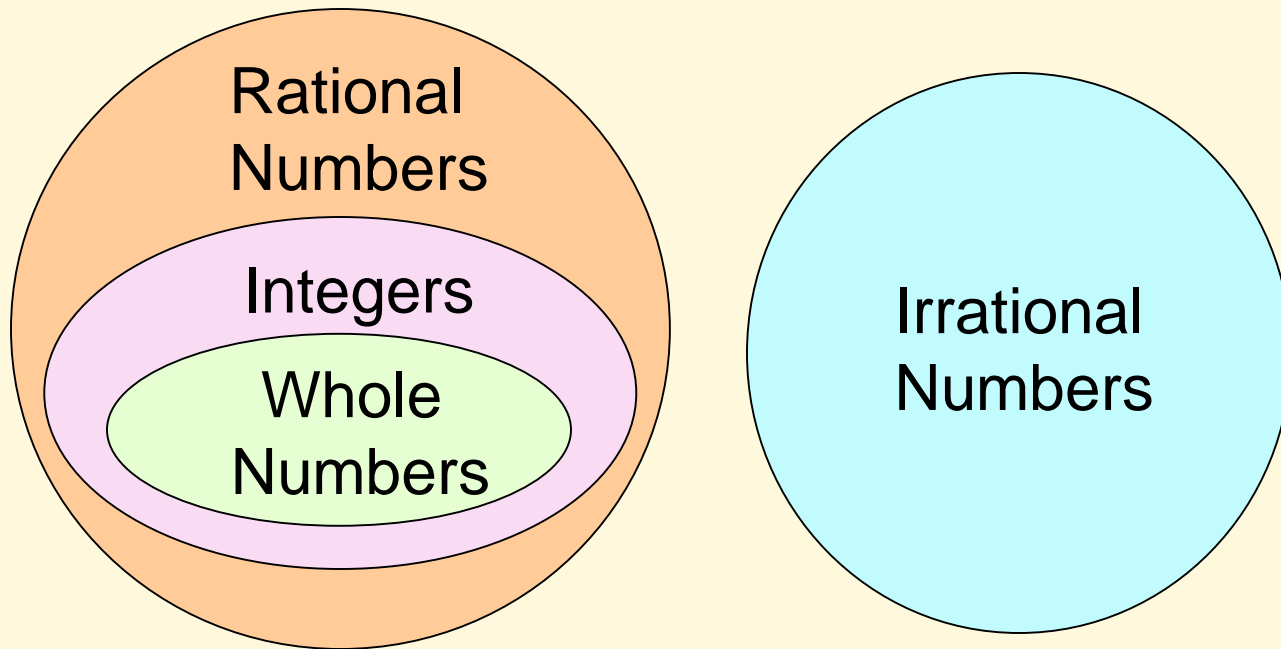 Rational
Numbers
Integers
Whole
Numbers
Irrational
Numbers